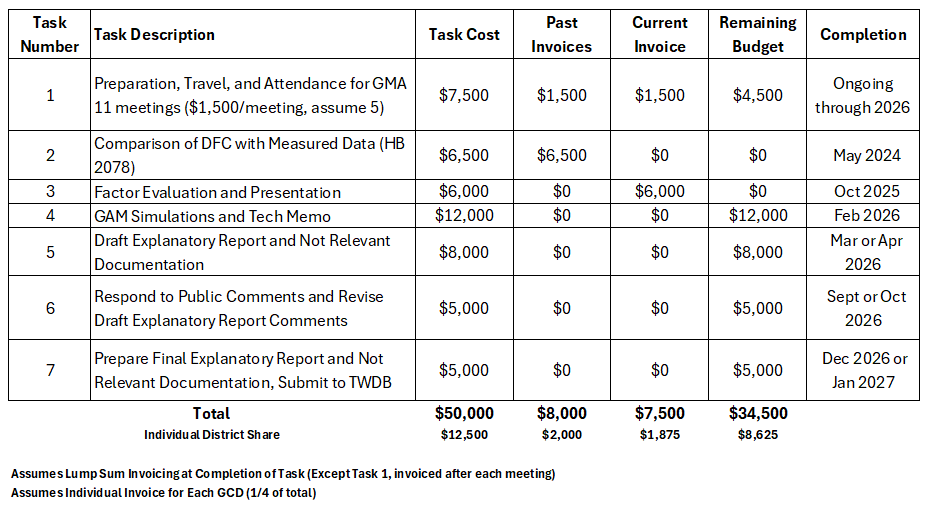 Task Number Task Description Task Cost Past Invoices Current Invoice Remaining Budget Completion
1 Preparation, Travel, and Attendance for GMA 11 meetings ($1,500/meeting, assume 5) $7,500 $1,500 $1,500 $4,500 Ongoing through 2026
2 Comparison of DFC with Measured Data (HB 2078) $6,500 $6,500 $0 $0 May 2024
3 Factor Evaluation and Presentation $6,000 $0 $6,000 $0 Oct 2025
4 GAM Simulations and Tech Memo $12,000 $0 $0 $12,000 Feb 2026
5 Draft Explanatory Report and Not Relevant Documentation $8,000 $0 $0 $8,000 Mar or Apr 2026
6 Respond to Public Comments and Revise Draft Explanatory Report Comments $5,000 $0 $0 $5,000 Sept or Oct 2026
7 Prepare Final Explanatory Report and Not Relevant Documentation, Submit to TWDB $5,000 $0 $0 $5,000 Dec 2026 or Jan 2027
Total $50,000 $8,000 $7,500 $34,500
Individual District Share $12,500 $2,000 $1,875 $8,625
Assumes Lump Sum Invoicing at Completion of Task (Except Task 1, invoiced after each meeting)
Assumes Individual Invoice for Each GCD (1/4 of total)